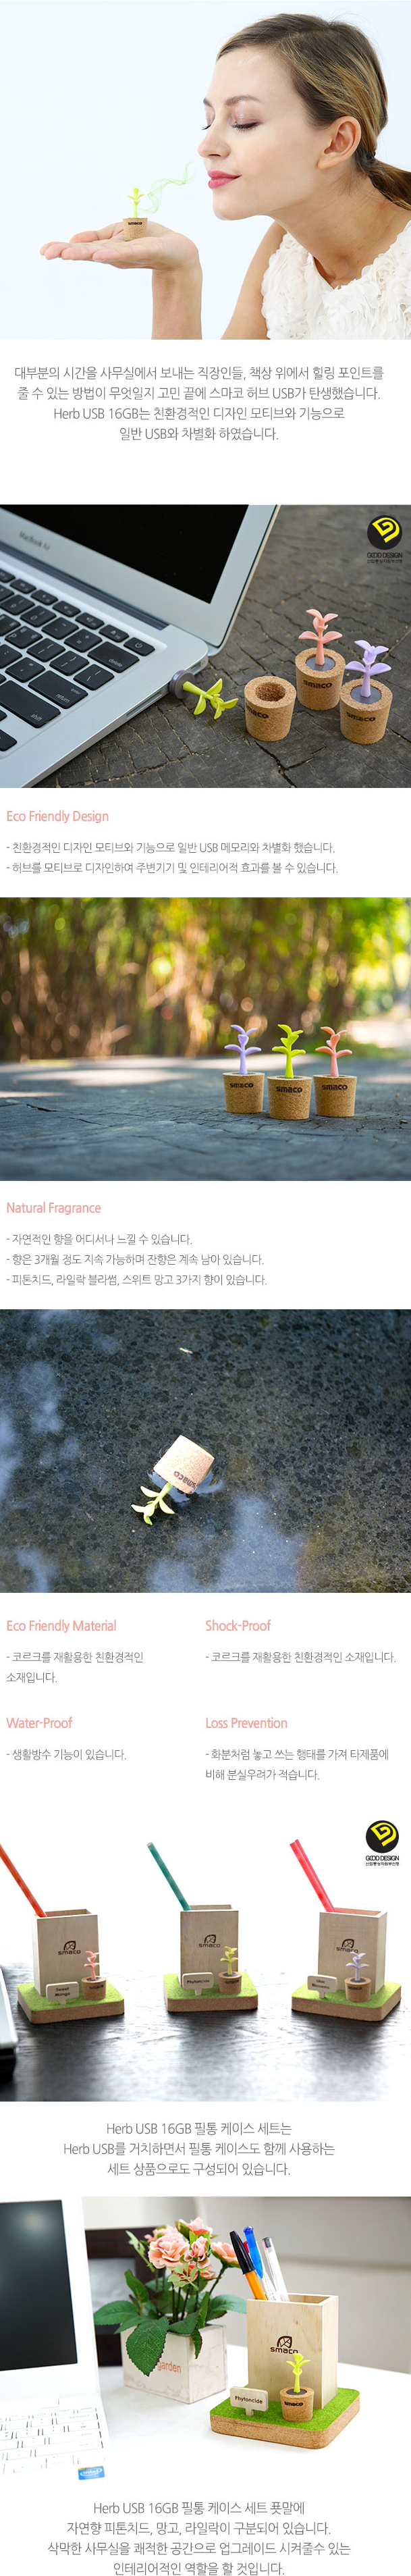 smaco
대부분의 시간을 사무실에서 보내는 직장인들, 책상 위에서 힐링 포인트를
줄 수 있는 방법이 무엇일지 고민 끝에 스마코 허브 USB가 탄생했습니다.
Herb USB 16GB는 친환경적인 디자인 모티브와 기능으로
일반 USB와 차별화 하였습니다.
GOOD DESIGN
MacBook Air
smaco
smaco
smaco
Eco Friendly Design
- 친환경적인 디자인 모티브와 기능으로 일반 USB 메모리와 차별화 했습니다.
- 허브를 모티브로 디자인하여 주변기기 및 인테리어적 효과를 볼 수 있습니다.
smaco
smaco
smaco
Natural Fragrance
- 자연적인 향을 어디서나 느낄 수 있습니다.
- 향은 3개월 정도 지속 가능하며 잔향은 계속 남아 있습니다.
- 피톤치드, 라일락 블라썸, 스위트 망고 3가지 향이 있습니다.
smaco
Eco Friendly Material
- 코르크를 재활용한 친환경적인
소재입니다.
Shock-Proof
- 코르크를 재활용한 친환경적인 소재입니다.
Water-Proof
- 생활방수 기능이 있습니다.
Loss Prevention
- 화분처럼 놓고 쓰는 행태를 가져 타제품에
비해 분실우려가 적습니다.
GOOD DESIGN
smaco
smaco
smaco
Sweet
Mango
Phytoncide
Herb USB 16GB 필통 케이스 세트는
Herb USB를 거치하면서 필통 케이스도 함께 사용하는
세트 상품으로도 구성되어 있습니다.
garden
smaco
Phytoncide
smaco
Herb USB 16GB 필통 케이스 세트 푯말에
자연향 피톤치드, 망고, 라일락이 구분되어 있습니다.
삭막한 사무실을 쾌적한 공간으로 업그레이드 시켜줄수 있는
인테리어적인 역할을 할 것입니다.